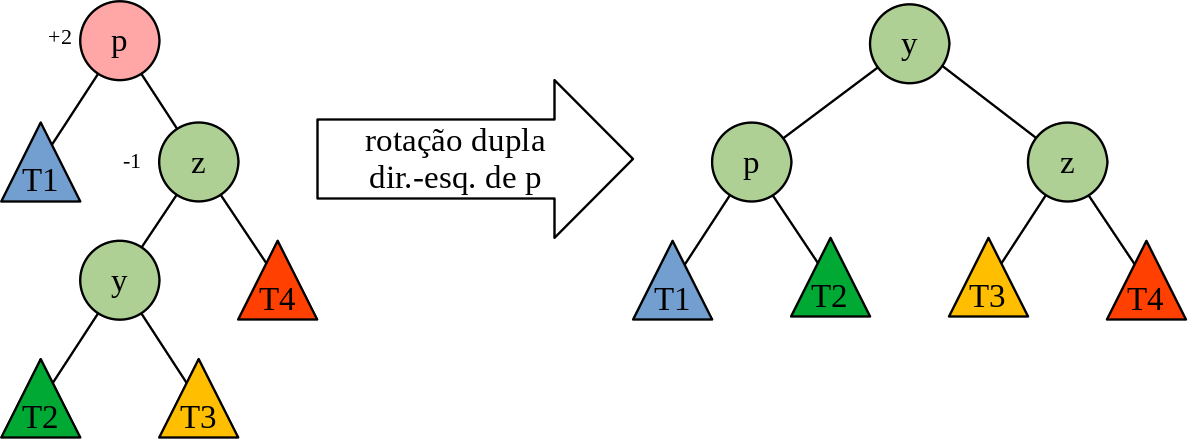 +2
p
T1
-1
z
y
T4
T2
T3
rotação dupla
dir.-esq. de p
y
p
z
T1
T2
T3
T4